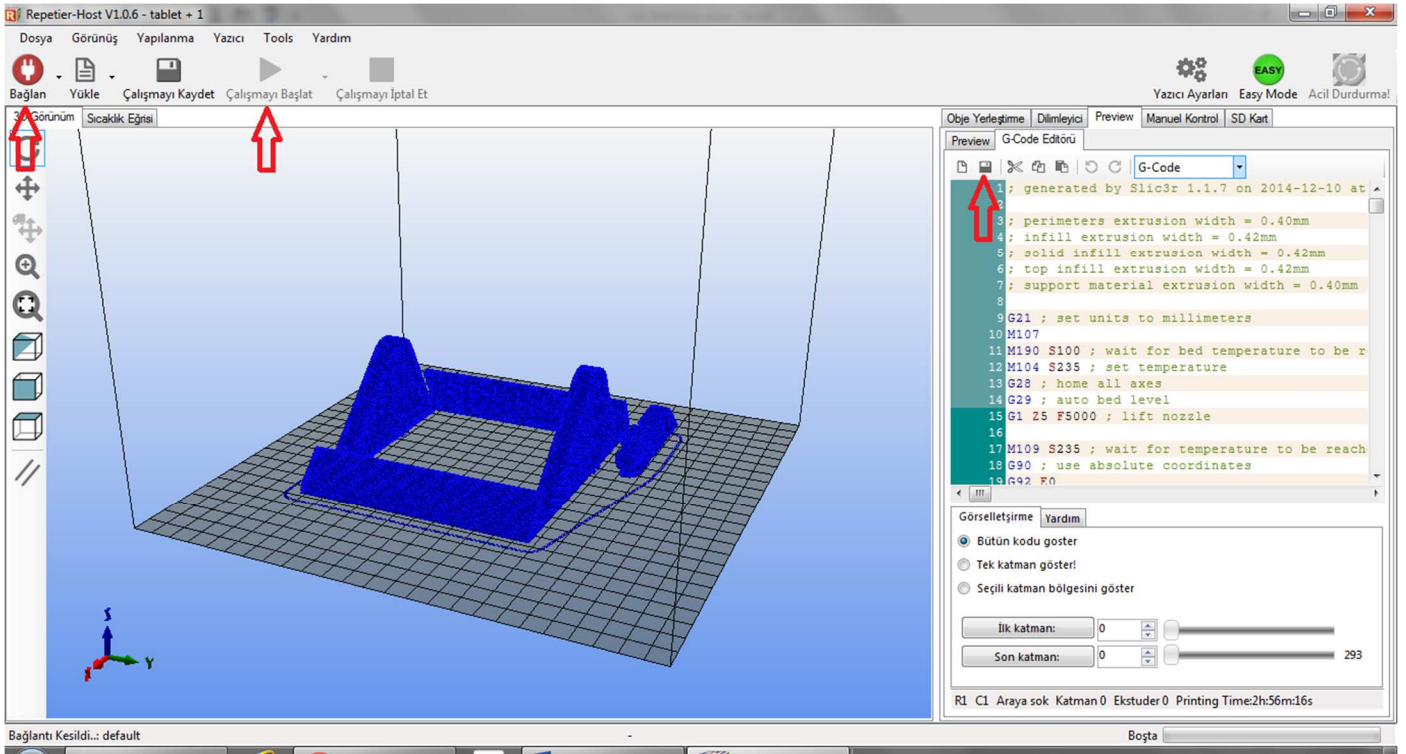 Repetier-Host V1.0.6 - tablet + 1
Dosya Görünüş Yapılanma Yazıcı Tools Yardım
Bağlan Yükle Çalışmayı Kaydet Çalışmayı Başlat Çalışmayı İptal Et
Yazıcı Ayarları Easy Mode Acil Durdurma!
EASY
Görünüm Sıcaklık Eğrisi
Obje Yerleştirme Dilimleyici Preview Manuel Kontrol SD Kart
Preview G-Code Editörü
G-Code
1 ; generated by Slic3r 1.1.7 on 2014-12-10 at
2
3 ; perimeters extrusion width = 0.40mm
4 ; infill extrusion width = 0.42mm
5 ; solid infill extrusion width = 0.42mm
6 ; top infill extrusion width = 0.42mm
7 ; support material extrusion width = 0.40mm
8
9 G21 ; set units to millimeters
10 M107
11 M190 S100 ; wait for bed temperature to be r
12 M104 S235 ; set temperature
13 G28 ; home all axes
14 G29 ; auto bed level
15 G1 Z5 F5000 ; lift nozzle
16
17 M109 S235 ; wait for temperature to be reach
18 G90 ; use absolute coordinates
19 G92 E0
Görselletşirme Yardım
Bütün kodu goster
Tek katman göster!
Seçili katman bölgesini göster
İlk katman: 0
Son katman: 0 293
R1 C1 Araya sok Katman 0 Ekstuder 0 Printing Time:2h:56m:16s
Y
Bağlantı Kesildi..: default - Boşta